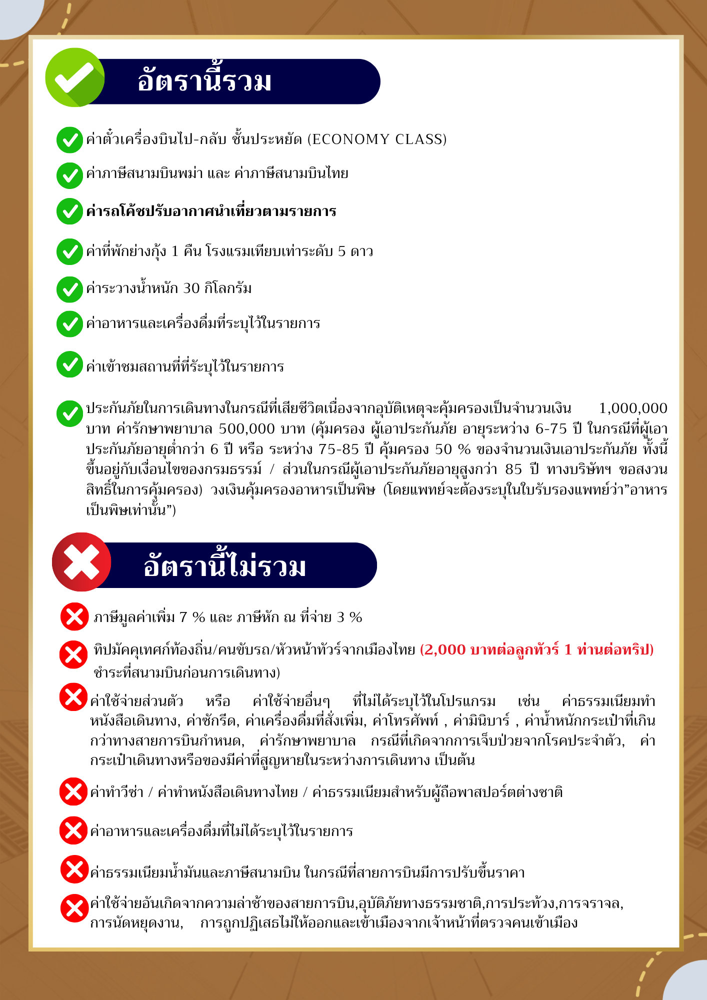 อัตรานี้รวม
ค่าตั๋วเครื่องบินไป-กลับ ชั้นประหยัด (ECONOMY CLASS)
ค่าภาษีสนามบินพม่า และ ค่าภาษีสนามบินไทย
ค่ารถโค้ชปรับอากาศนำเที่ยวตามรายการ
ค่าที่พักย่างกุ้ง 1 คืน โรงแรมเทียบเท่าระดับ 5 ดาว
ค่าระวางน้ำหนัก 30 กิโลกรัม
ค่าอาหารและเครื่องดื่มที่ระบุไว้ในรายการ
ค่าเข้าชมสถานที่ที่รัะบุไว้ในรายการ
ประกันภัยในการเดินทางในกรณีที่เสียชีวิตเนื่องจากอุบัติเหตุจะคุ้มครองเป็นจำนวนเงิน 1,000,000
บาท ค่ารักษาพยาบาล 500,000 บาท (คุ้มครอง ผู้เอาประกันภัย อายุระหว่าง 6-75 ปี ในกรณีที่ผู้เอา
ประกันภัยอายุต่ำกว่า 6 ปี หรือ ระหว่าง 75-85 ปี คุ้มครอง 50 % ของจำนวนเงินเอาประกันภัย ทั้งนี้
ขึ้นอยู่กับเงื่อนไขของกรมธรรม์ / ส่วนในกรณีผู้เอาประกันภัยอายุสูงกว่า 85 ปี ทางบริษัทฯ ขอสงวน
สิทธิ์ในการคุ้มครอง) วงเงินคุ้มครองอาหารเป็นพิษ (โดยแพทย์จะต้องระบุในใบรับรองแพทย์ว่า”อาหาร
เป็นพิษเท่านั้น”)
อัตรานี้ไม่รวม
ภาษีมูลค่าเพิ่ม 7 % และ ภาษีหัก ณ ที่จ่าย 3 %
ทิปมัคคุเทศก์ท้องถิ่น/คนขับรถ/หัวหน้าทัวร์จากเมืองไทย (2,000 บาทต่อลูกทัวร์ 1 ท่านต่อทริป)
ชำระที่สนามบินก่อนการเดินทาง)
ค่าใช้จ่ายส่วนตัว หรือ ค่าใช้จ่ายอื่นๆ ที่ไม่ได้ระบุไว้ในโปรแกรม เช่น ค่าธรรมเนียมทำ
หนังสือเดินทาง, ค่าซักรีด, ค่าเครื่องดื่มที่สั่งเพิ่ม, ค่าโทรศัพท์ , ค่ามินิบาร์ , ค่าน้ำหนักกระเป๋าที่เกิน
กว่าทางสายการบินกำหนด, ค่ารักษาพยาบาล กรณีที่เกิดจากการเจ็บป่วยจากโรคประจำตัว, ค่า
กระเป๋าเดินทางหรือของมีค่าที่สูญหายในระหว่างการเดินทาง เป็นต้น
ค่าทำวีซ่า / ค่าทำหนังสือเดินทางไทย / ค่าธรรมเนียมสำหรับผู้ถือพาสปอร์ตต่างชาติ
ค่าอาหารและเครื่องดื่มที่ไม่ได้ระบุไว้ในรายการ
ค่าธรรมเนียมน้ำมันและภาษีสนามบิน ในกรณีที่สายการบินมีการปรับขึ้นราคา
ค่าใช้จ่ายอันเกิดจากความล่าช้าของสายการบิน,อุบัติภัยทางธรรมชาติ,การประท้วง,การจราจล,
การนัดหยุดงาน, การถูกปฏิเสธไม่ให้ออกและเข้าเมืองจากเจ้าหน้าที่ตรวจคนเข้าเมือง